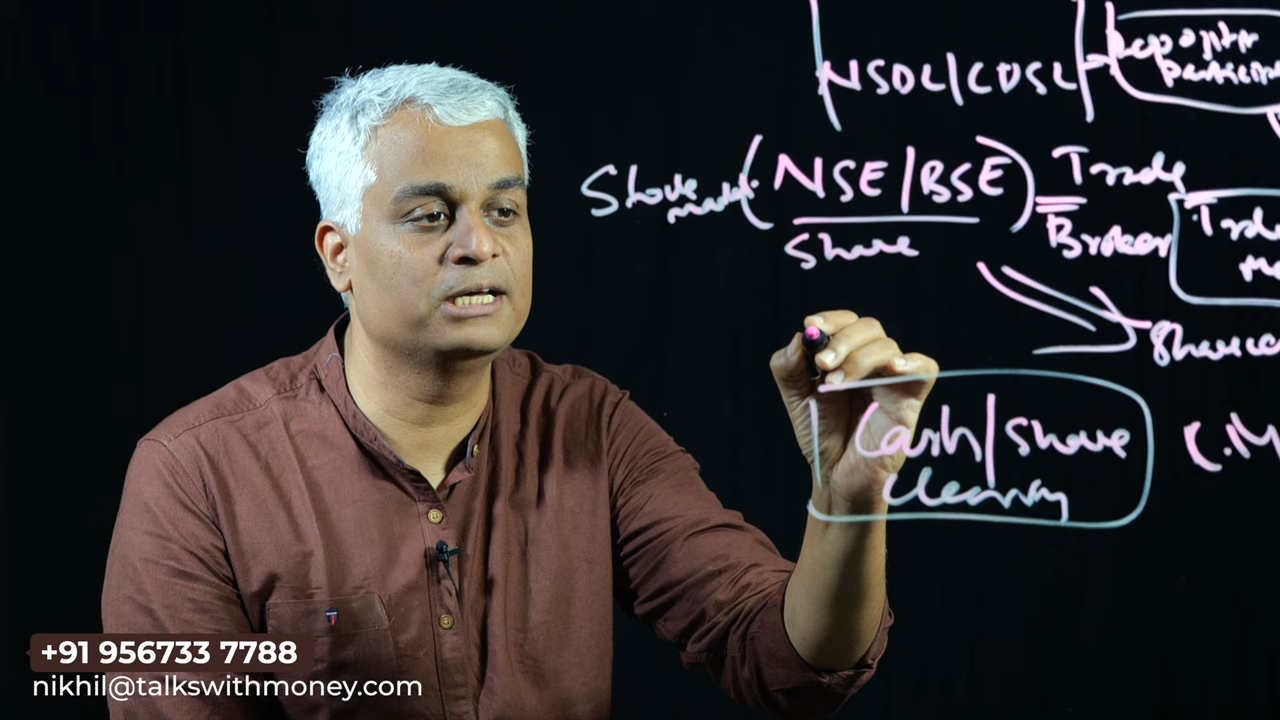 NSDL/CDSL
Share (NSE/BSE) Trade
Share Broker
Cash/Share
Clearing
C.M
+91 956733 7788
nikhil@talkswithmoney.com